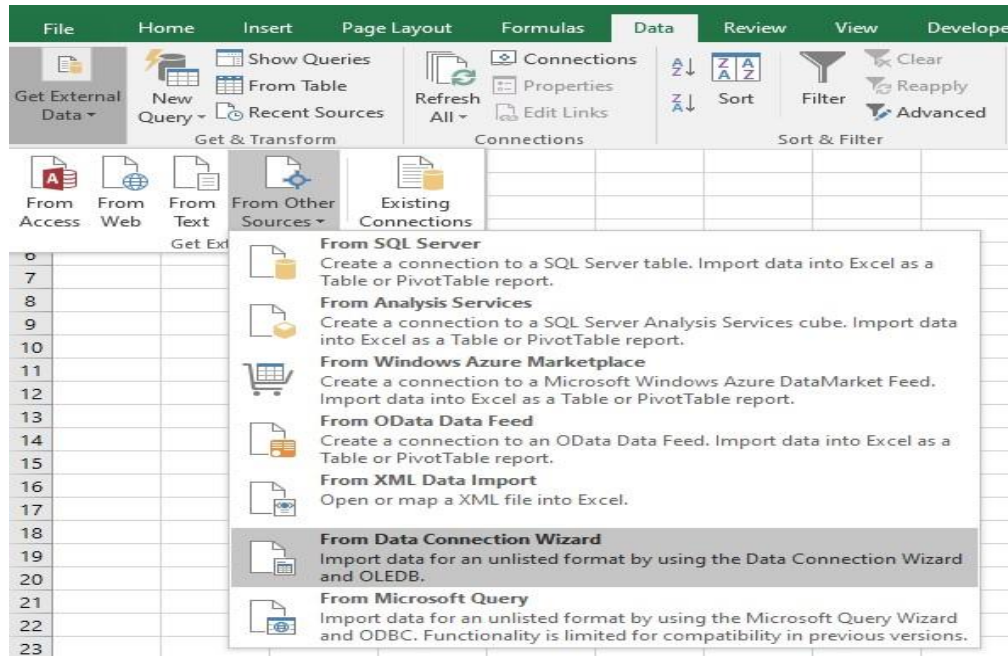 File Home Insert Page Layout Formulas Data Review View Develope
Show Queries
From Table
Recent Sources
Get External
Data
New
Query
Get & Transform
Refresh
All
Connections
Properties
Edit Links
Connections
Sort
Filter
Clear
Reapply
Advanced
Sort & Filter
From
Access
From
Web
From
Text
From Other
Sources
Existing
Connections
Get Ext
From SQL Server
Create a connection to a SQL Server table. Import data into Excel as a
Table or PivotTable report.
From Analysis Services
Create a connection to a SQL Server Analysis Services cube. Import data
into Excel as a Table or PivotTable report.
From Windows Azure Marketplace
Create a connection to a Microsoft Windows Azure DataMarket Feed.
Import data into Excel as a Table or PivotTable report.
From OData Data Feed
Create a connection to an OData Data Feed. Import data into Excel as a
Table or PivotTable report.
From XML Data Import
Open or map a XML file into Excel.
From Data Connection Wizard
Import data for an unlisted format by using the Data Connection Wizard
and OLEDB.
From Microsoft Query
Import data for an unlisted format by using the Microsoft Query Wizard
and ODBC. Functionality is limited for compatibility in previous versions.
6
7
8
9
10
11
12
13
14
15
16
17
18
19
20
21
22
23